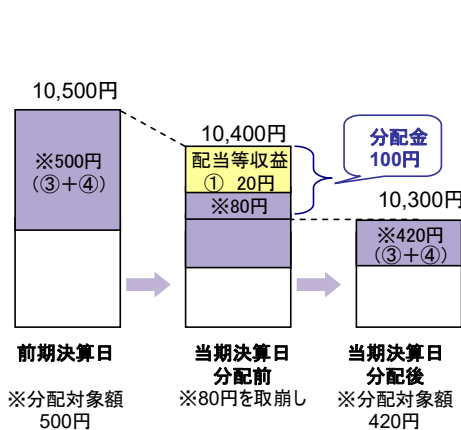 10,500円
※500円
（③＋④）
前期決算日
※分配対象額
500円
10,400円
配当等収益
① 20円
※80円
当期決算日
分配前
※80円を取崩し
分配金
100円
10,300円
※420円
（③＋④）
当期決算日
分配後
※分配対象額
420円